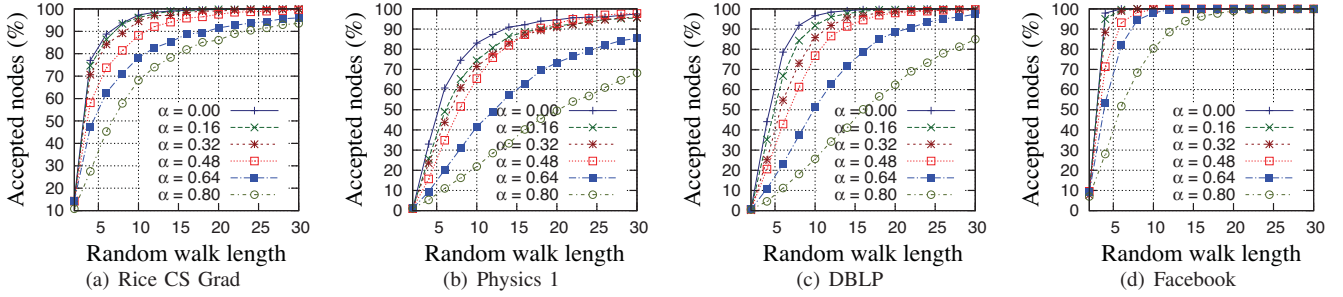 Accepted nodes (%)
100
90
80
70
60
50
40
30
20
10
α = 0.00
α = 0.16
α = 0.32
α = 0.48
α = 0.64
α = 0.80
5 10 15 20 25 30
Random walk length
(a) Rice CS Grad
Accepted nodes (%)
100
90
80
70
60
50
40
30
20
10
0
α = 0.00
α = 0.16
α = 0.32
α = 0.48
α = 0.64
α = 0.80
5 10 15 20 25 30
Random walk length
(b) Physics 1
Accepted nodes (%)
100
90
80
70
60
50
40
30
20
10
0
α = 0.00
α = 0.16
α = 0.32
α = 0.48
α = 0.64
α = 0.80
5 10 15 20 25 30
Random walk length
(c) DBLP
Accepted nodes (%)
100
90
80
70
60
50
40
30
20
10
0
α = 0.00
α = 0.16
α = 0.32
α = 0.48
α = 0.64
α = 0.80
5 10 15 20 25 30
Random walk length
(d) Facebook